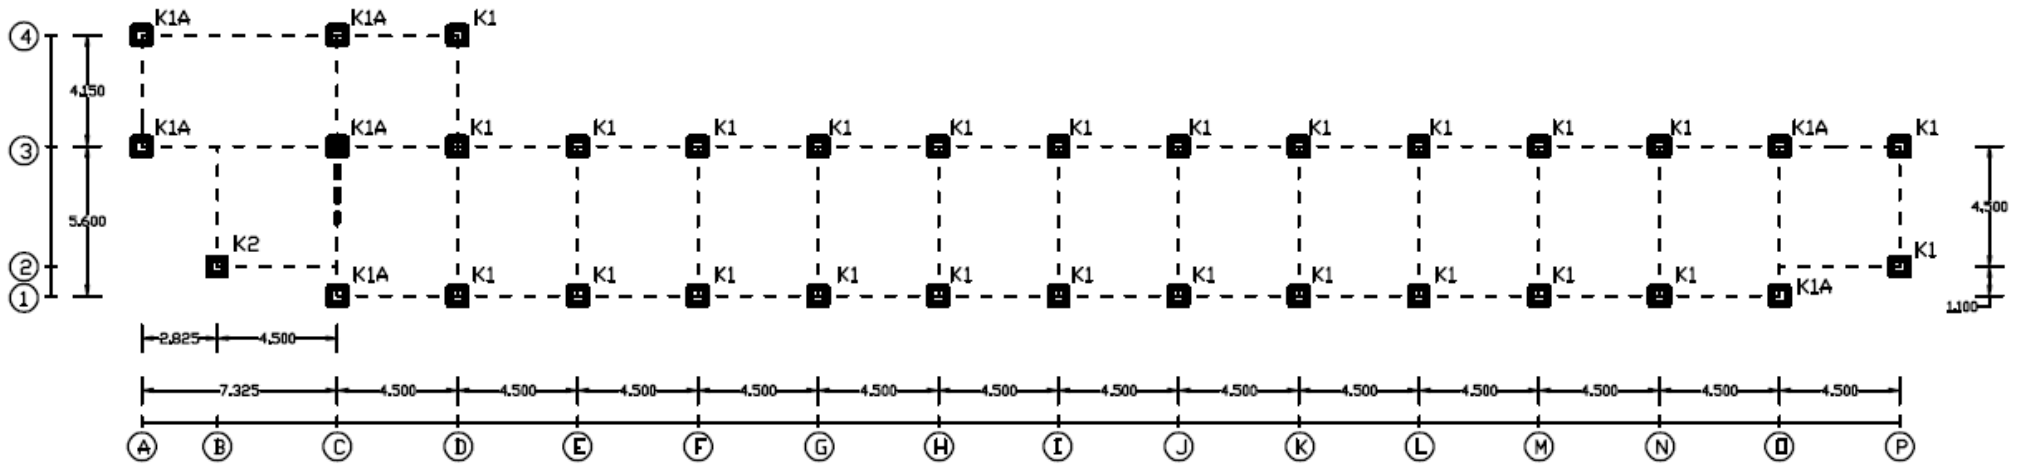 K1A K1A K1
4
4.150
K1A K1A K1 K1 K1 K1 K1 K1 K1 K1 K1 K1 K1 K1A K1
3
5.600 4.500
K2 K1
2
K1A K1 K1 K1 K1 K1 K1 K1 K1 K1 K1 K1 K1A
1
1.100
2.825 4.500
7.325 4.500 4.500 4.500 4.500 4.500 4.500 4.500 4.500 4.500 4.500 4.500 4.500 4.500
A B C D E F G H I J K L M N O P